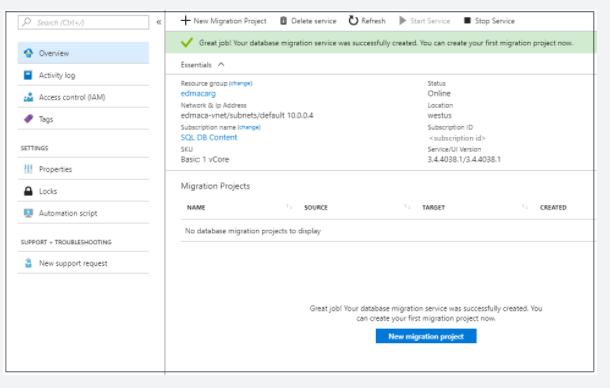 Search (Ctrl+/)
«
New Migration Project
Delete service
Refresh
Start Service
Stop Service
Great job! Your database migration service was successfully created. You can create your first migration project now.
Overview
Activity log
Access control (IAM)
Tags
SETTINGS
Properties
Locks
Automation script
SUPPORT + TROUBLESHOOTING
New support request
Essentials
Resource group (change)
edmacarg
Network & Ip Address
edmaca-vnet/subnets/default 10.0.0.4
Subscription name (change)
SQL DB Content
SKU
Basic: 1 vCore
Status
Online
Location
westus
Subscription ID
<subscription id>
Service/UI Version
3.4.4038.1/3.4.4038.1
Migration Projects
NAME
SOURCE
TARGET
CREATED
No database migration projects to display
Great job! Your database migration service was successfully created. You
can create your first migration project now.
New migration project